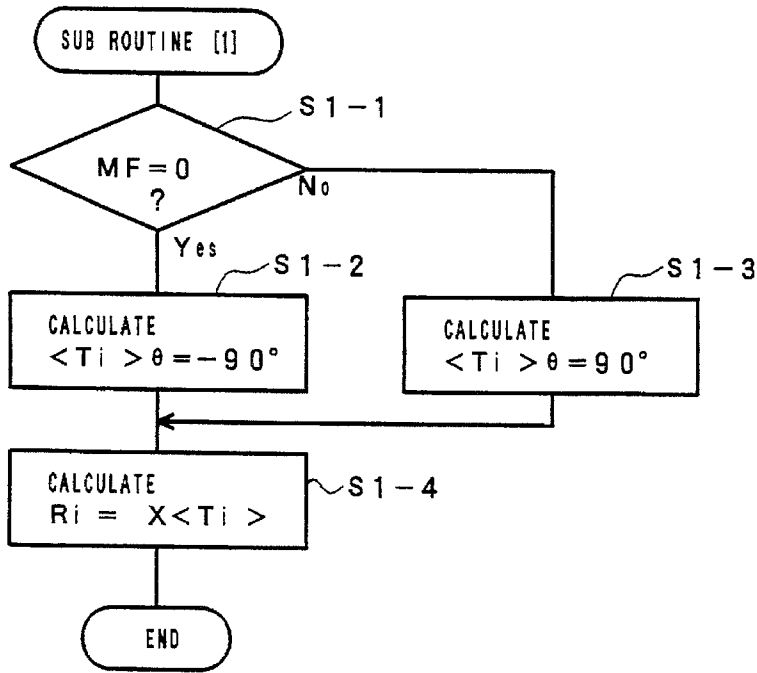 SUB ROUTINE [1]
S1-1
MF=0
?
No
Yes
S1-2
CALCULATE
<Ti>θ=-90°
S1-3
CALCULATE
<Ti>θ=90°
CALCULATE
Ri = X<Ti>
S1-4
END